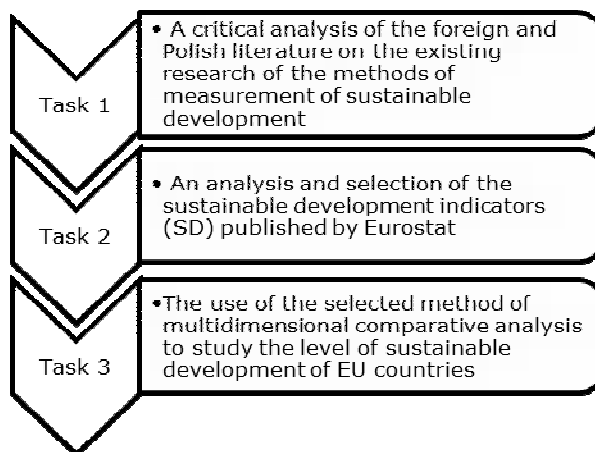 Task 1
• A critical analysis of the foreign and
Polish literature on the existing
research of the methods of
measurement of sustainable
development
Task 2
• An analysis and selection of the
sustainable development indicators
(SD) published by Eurostat
Task 3
•The use of the selected method of
multidimensional comparative analysis
to study the level of sustainable
development of EU countries